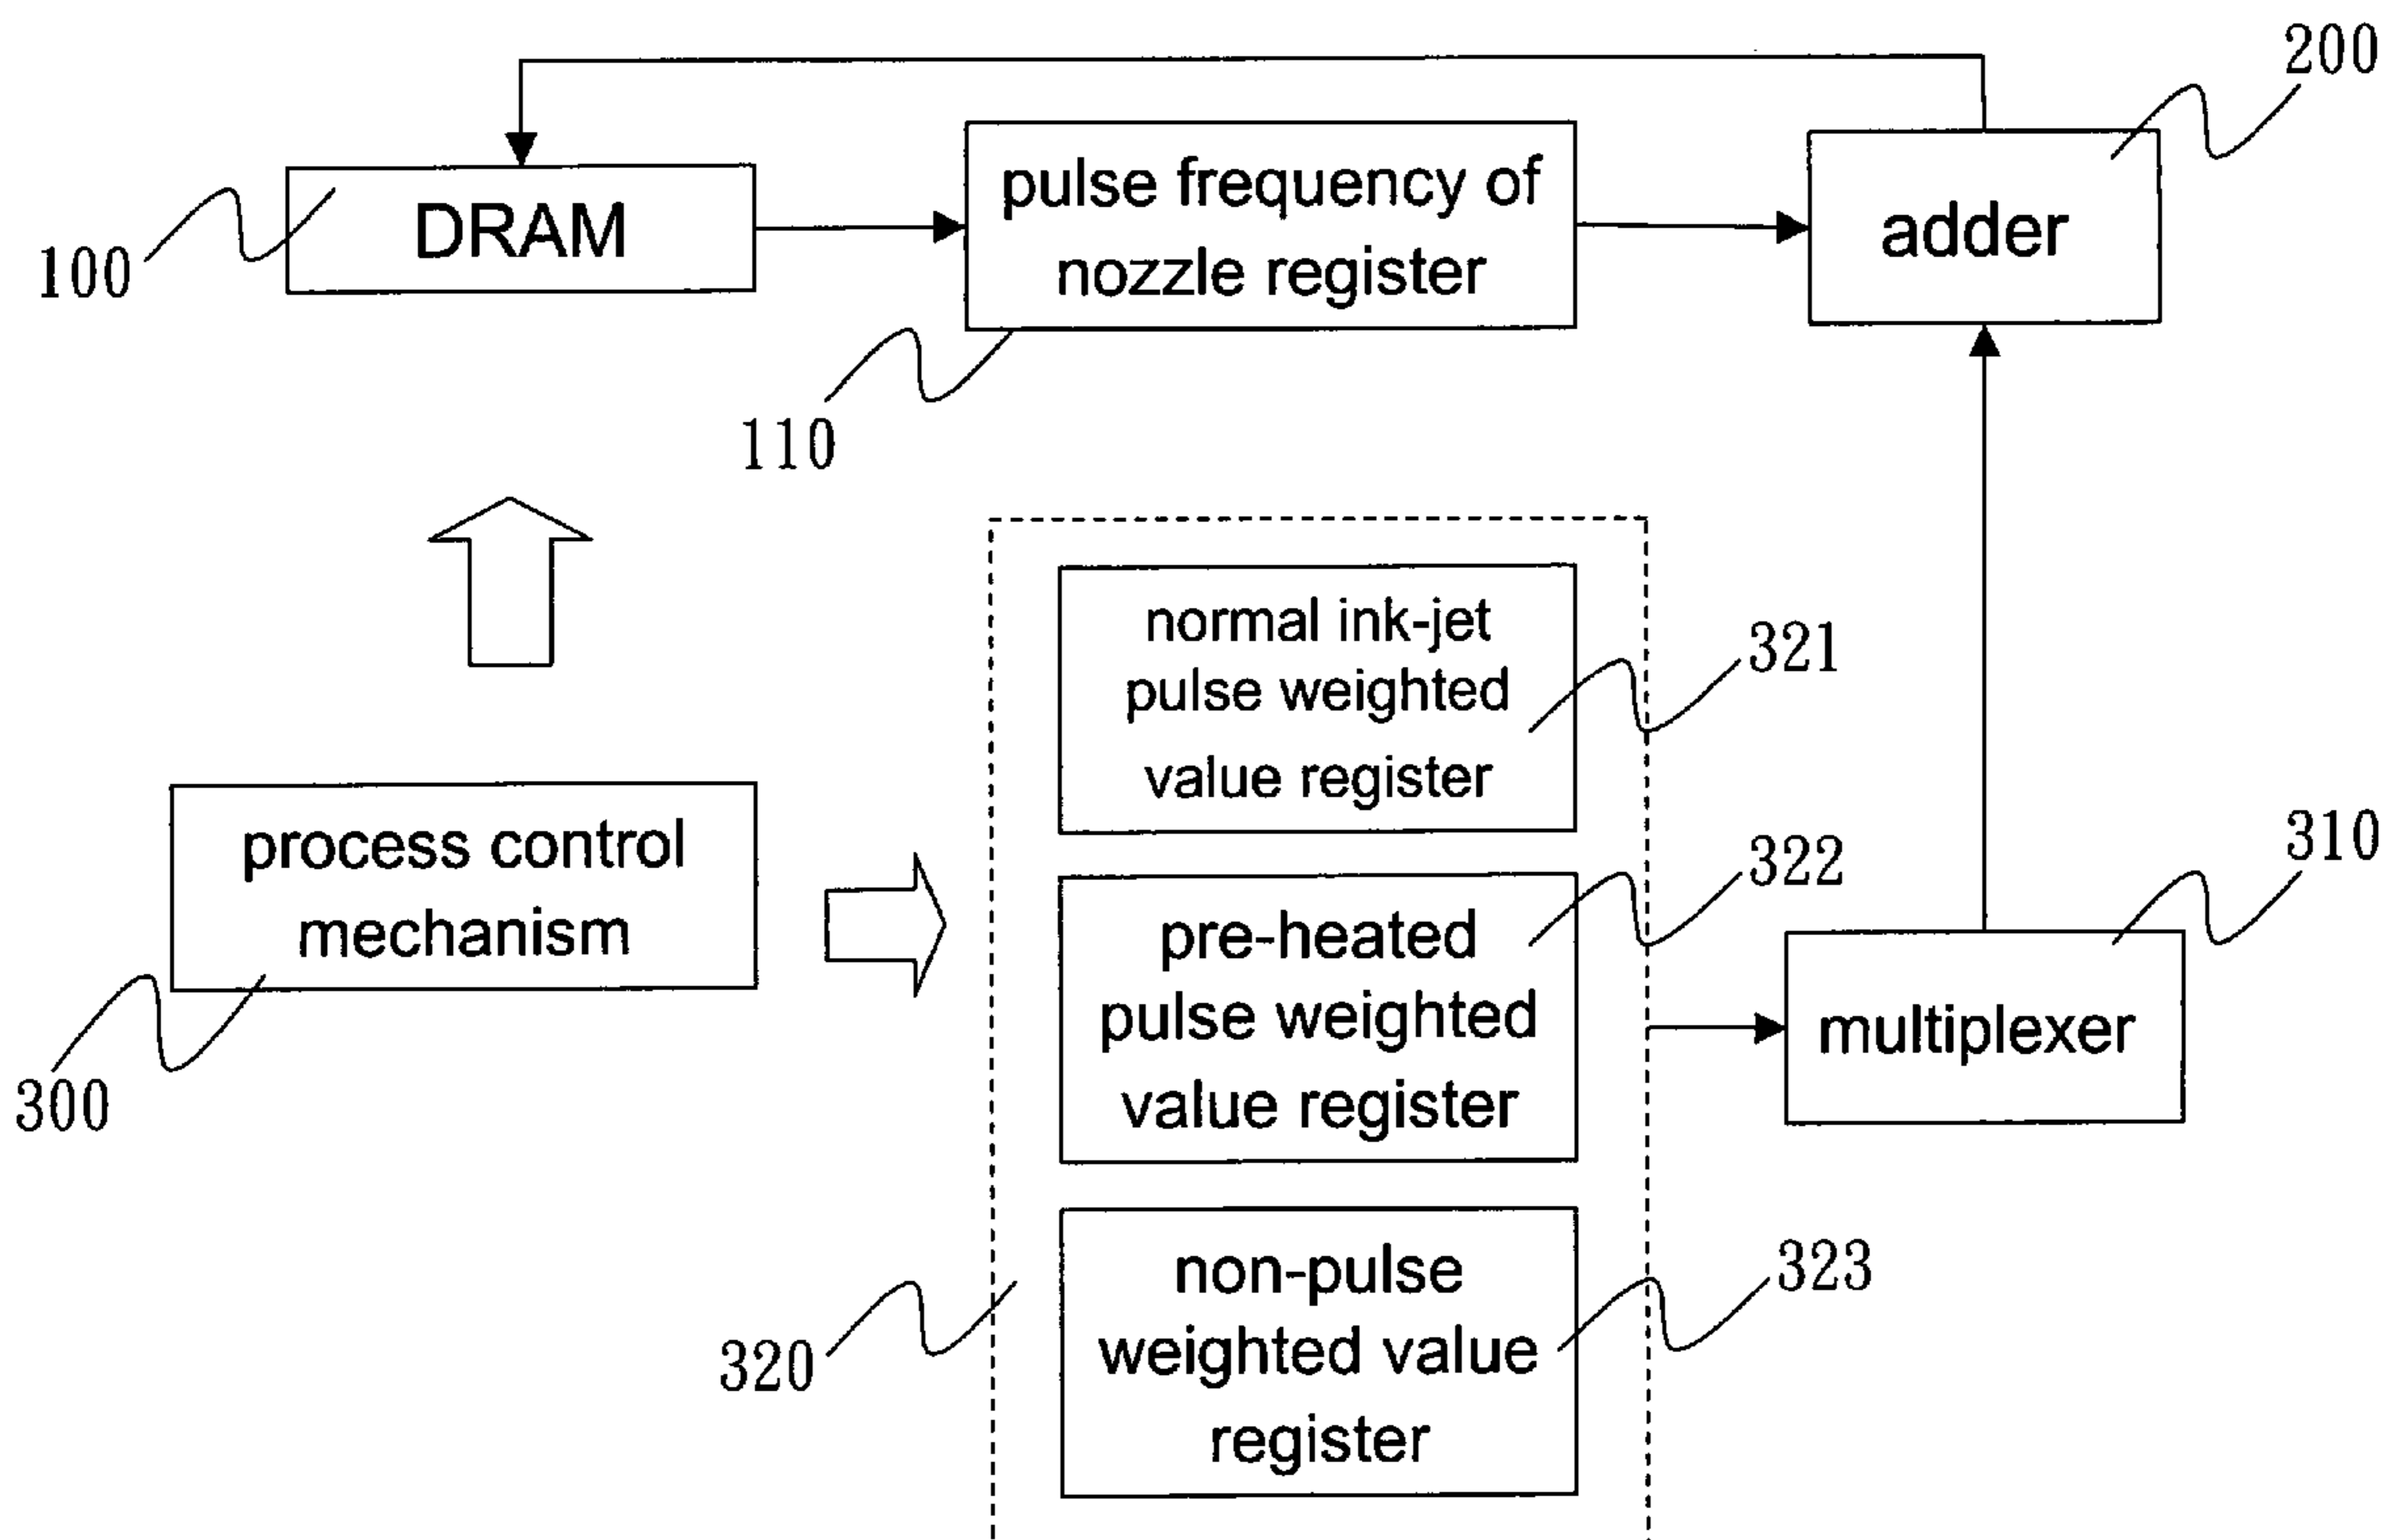 200
DRAM
100
pulse frequency of
nozzle register
110
adder
normal ink-jet
pulse weighted
value register
321
process control
mechanism
300
pre-heated
pulse weighted
value register
322
310
multiplexer
non-pulse
weighted value
register
323
320